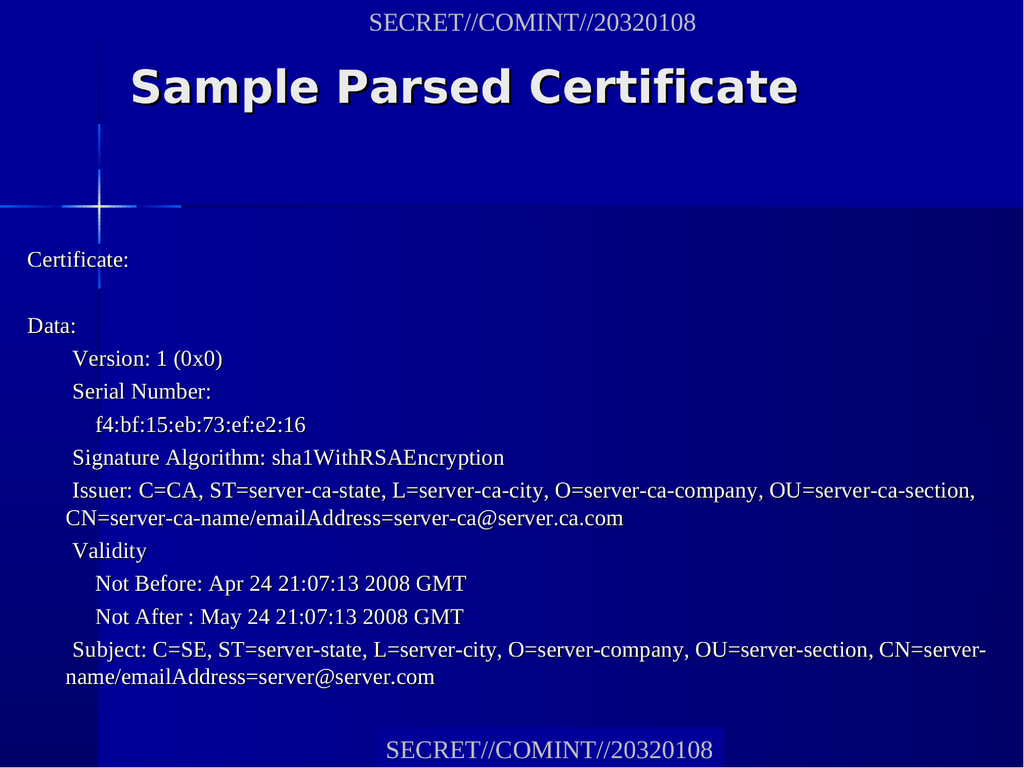 SECRET//COMINT//20320108
Sample Parsed Certificate
Certificate:
Data:
Version: 1 (0x0)
Serial Number:
f4:bf:15:eb:73:ef:e2:16
Signature Algorithm: sha1WithRSAEncryption
Issuer: C=CA, ST=server-ca-state, L=server-ca-city, O=server-ca-company, OU=server-ca-section,
CN=server-ca-name/emailAddress=server-ca@server.ca.com
Validity
Not Before: Apr 24 21:07:13 2008 GMT
Not After : May 24 21:07:13 2008 GMT
Subject: C=SE, ST=server-state, L=server-city, O=server-company, OU=server-section, CN=server-
name/emailAddress=server@server.com
SECRET//COMINT//20320108